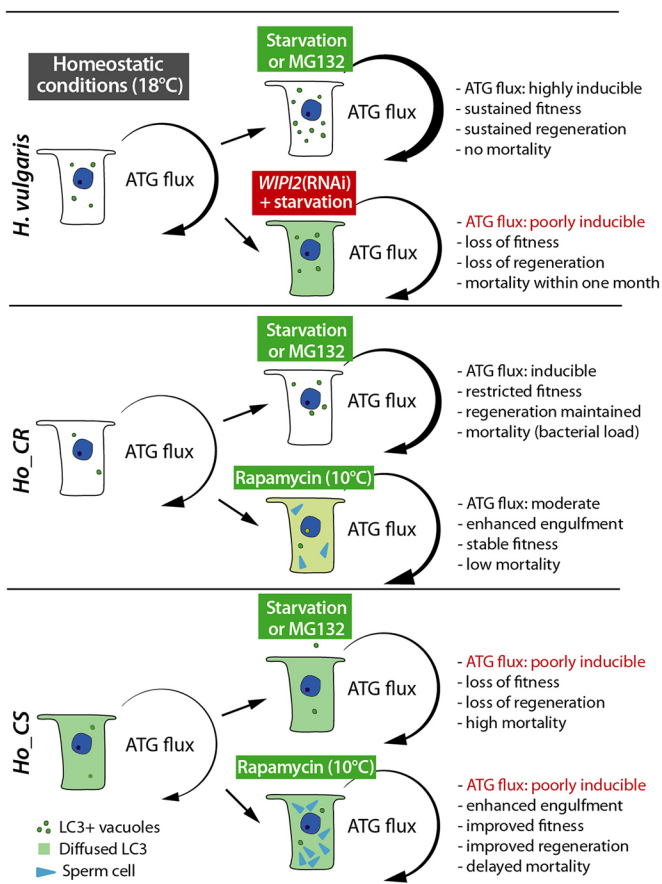 Homeostatic
conditions (18°C)
Starvation
or MG132
H. vulgaris
ATG flux
ATG flux
- ATG flux: highly inducible
- sustained fitness
- sustained regeneration
- no mortality
WIPI2(RNAi)
+ starvation
ATG flux
- ATG flux: poorly inducible
- loss of fitness
- loss of regeneration
- mortality within one month
Starvation
or MG132
Ho_CR
ATG flux
ATG flux
- ATG flux: inducible
- restricted fitness
- regeneration maintained
- mortality (bacterial load)
Rapamycin (10°C)
ATG flux
- ATG flux: moderate
- enhanced engulfment
- stable fitness
- low mortality
Starvation
or MG132
Ho_CS
ATG flux
ATG flux
- ATG flux: poorly inducible
- loss of fitness
- loss of regeneration
- high mortality
Rapamycin (10°C)
ATG flux
- ATG flux: poorly inducible
- enhanced engulfment
- improved fitness
- improved regeneration
- delayed mortality
LC3+ vacuoles
Diffused LC3
Sperm cell